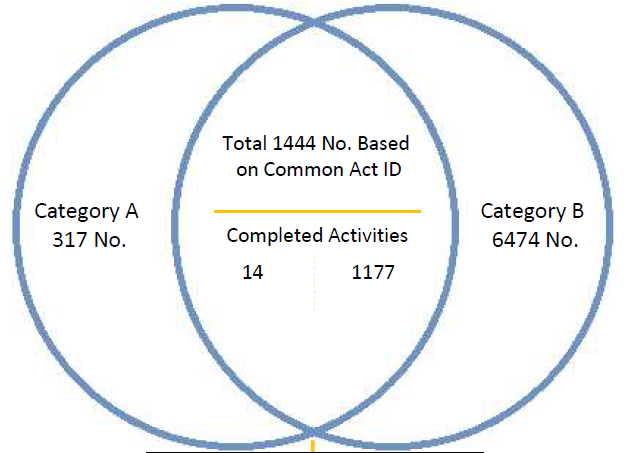 Total 1444 No. Based
on Common Act ID
Category A
317 No.
Category B
6474 No.
Completed Activities
14 1177